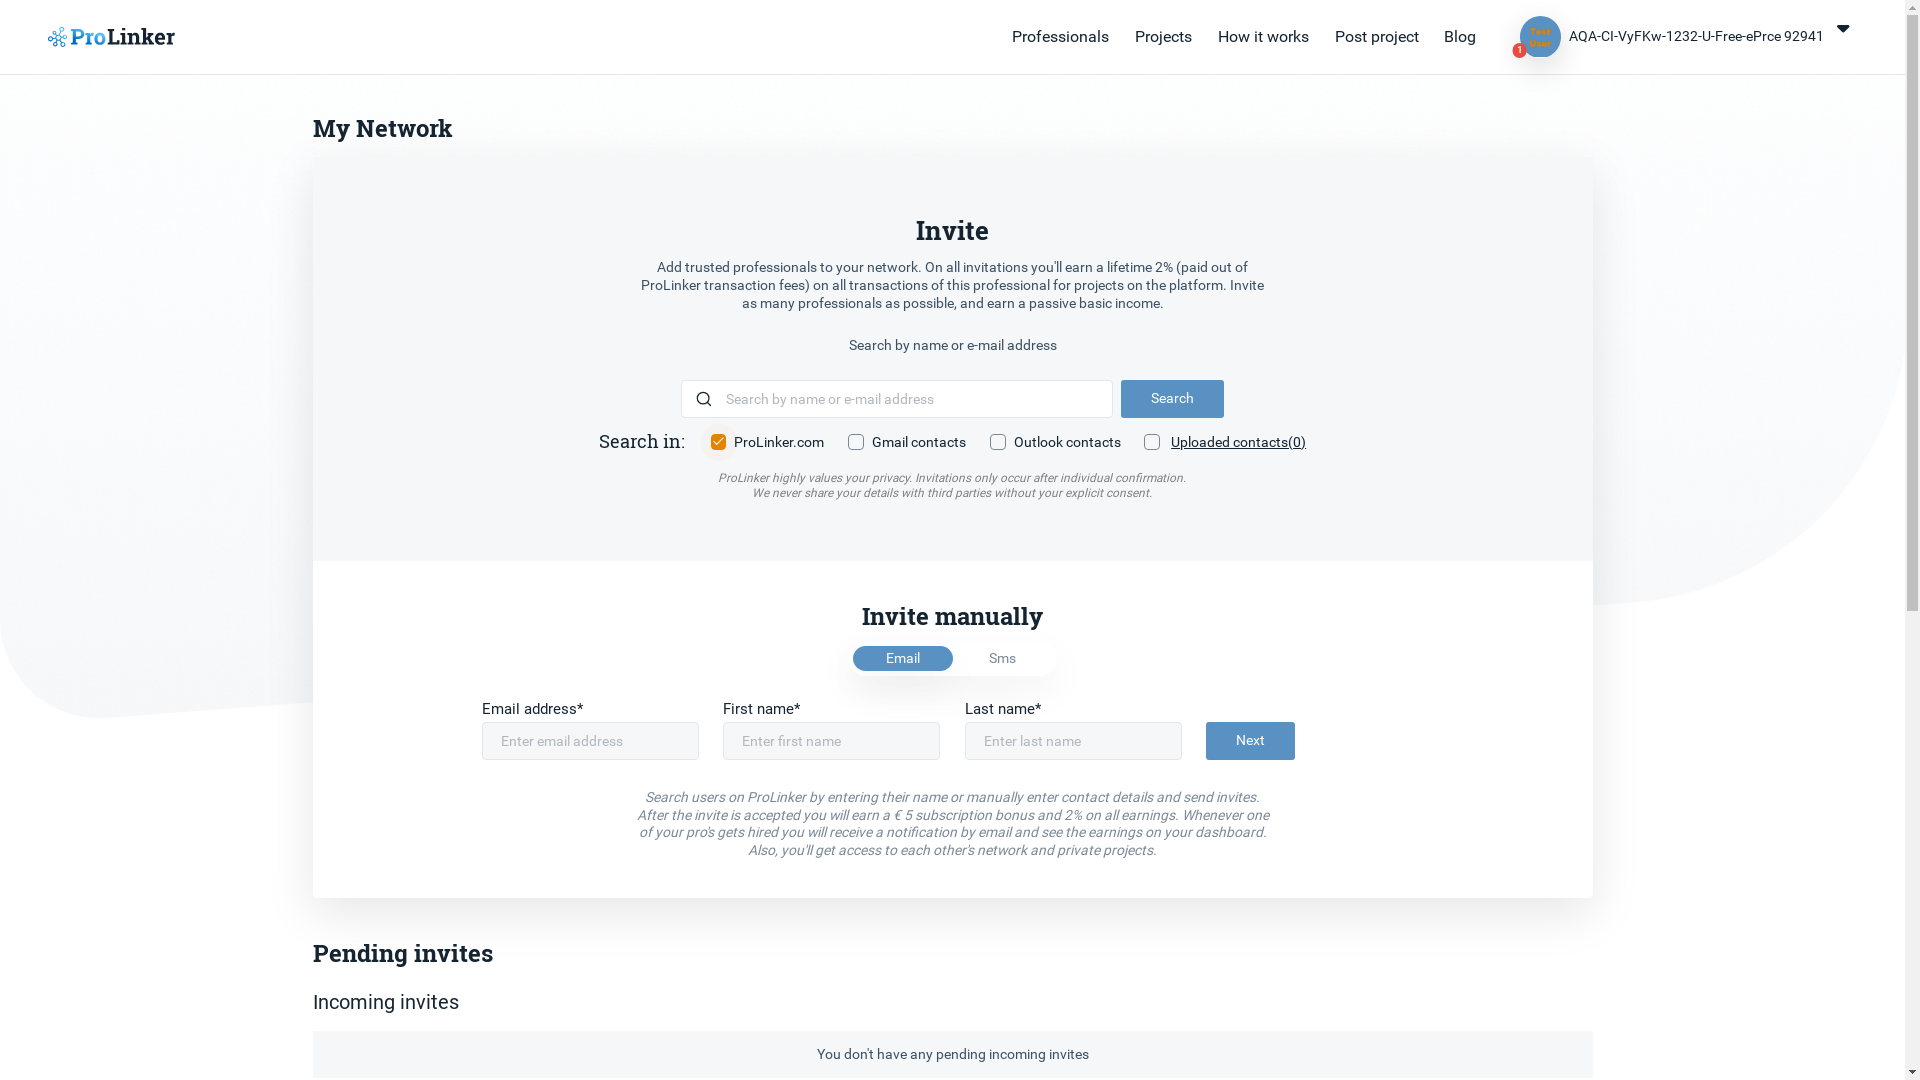 ProLinker
Professionals
Projects
How it works
Post project
Blog
Test
User
1
AQA-CI-VyFKw-1232-U-Free-ePrce 92941
My Network
Invite
Add trusted professionals to your network. On all invitations you'll earn a lifetime 2% (paid out of
ProLinker transaction fees) on all transactions of this professional for projects on the platform. Invite
as many professionals as possible, and earn a passive basic income.
Search by name or e-mail address
Search by name or e-mail address
Search
Search in:
ProLinker.com
Gmail contacts
Outlook contacts
Uploaded contacts(0)
ProLinker highly values your privacy. Invitations only occur after individual confirmation.
We never share your details with third parties without your explicit consent.
Invite manually
Email
Sms
Email address*
First name*
Last name*
Enter email address
Enter first name
Enter last name
Next
Search users on ProLinker by entering their name or manually enter contact details and send invites.
After the invite is accepted you will earn a € 5 subscription bonus and 2% on all earnings. Whenever one
of your pro's gets hired you will receive a notification by email and see the earnings on your dashboard.
Also, you'll get access to each other's network and private projects.
Pending invites
Incoming invites
You don't have any pending incoming invites